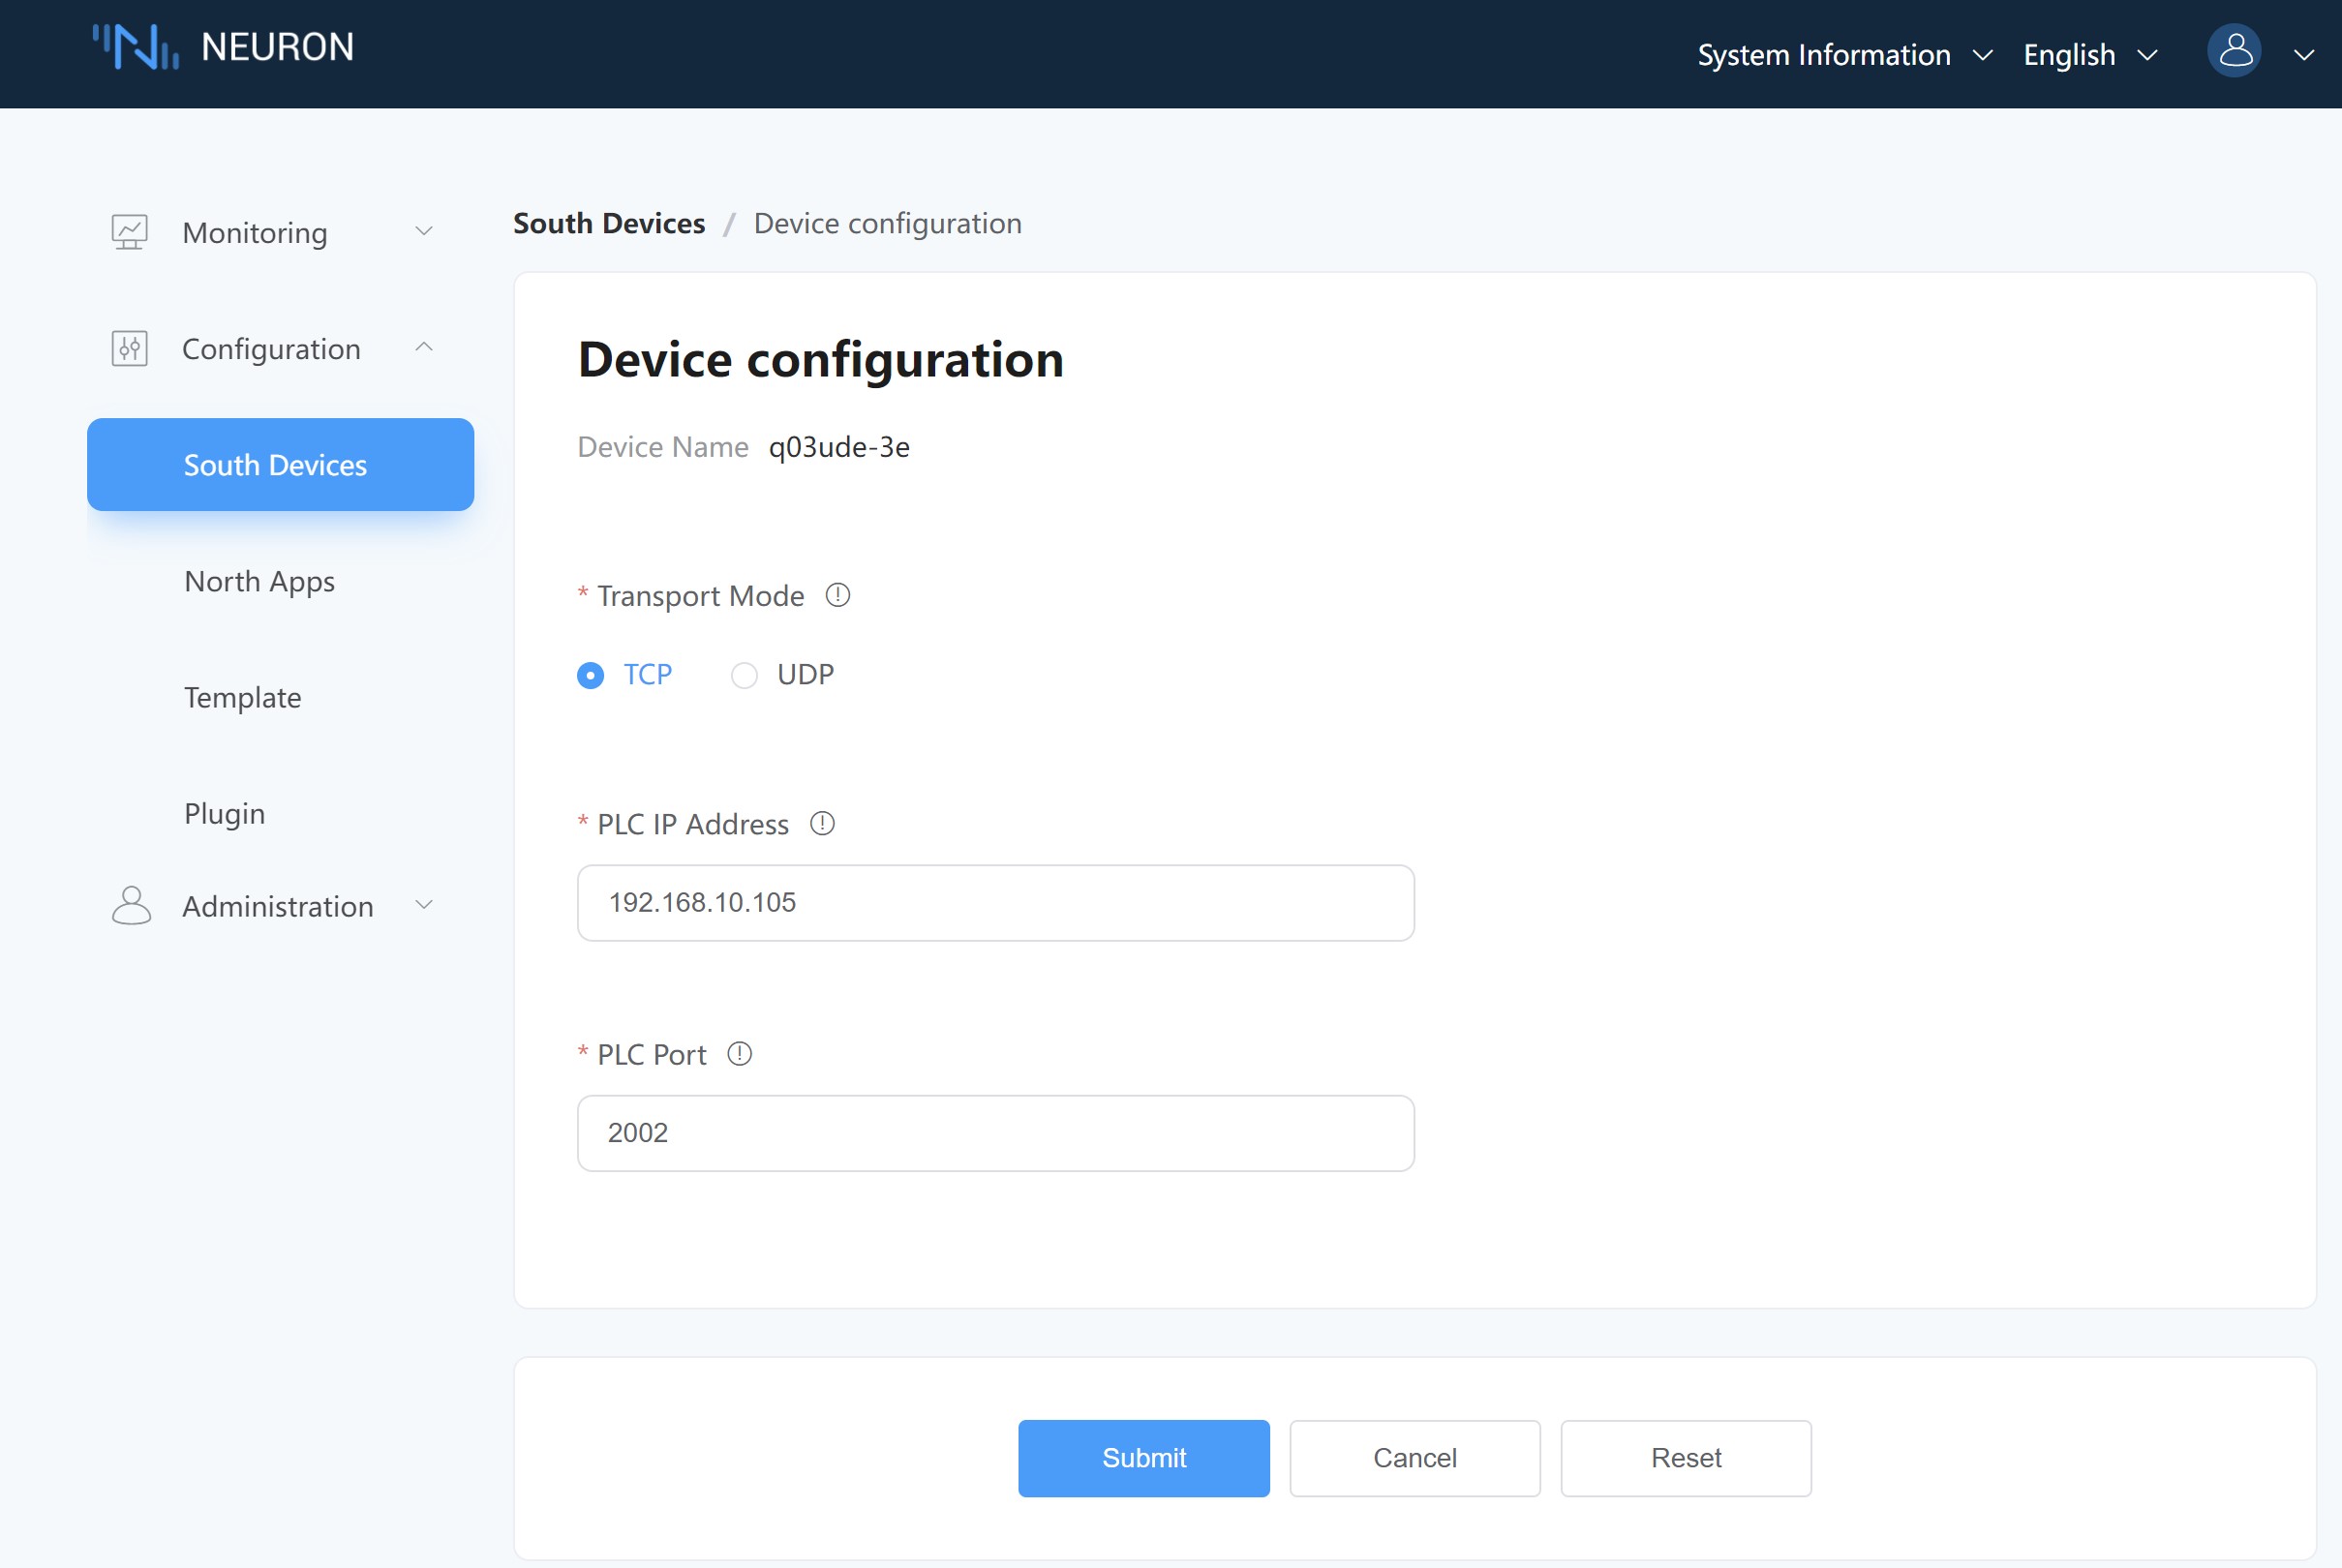 NEURON
System Information
English
Monitoring
Configuration
South Devices
North Apps
Template
Plugin
Administration
South Devices / Device configuration
Device configuration
Device Name q03ude-3e
* Transport Mode
TCP UDP
* PLC IP Address
192.168.10.105
* PLC Port
2002
Submit Cancel Reset